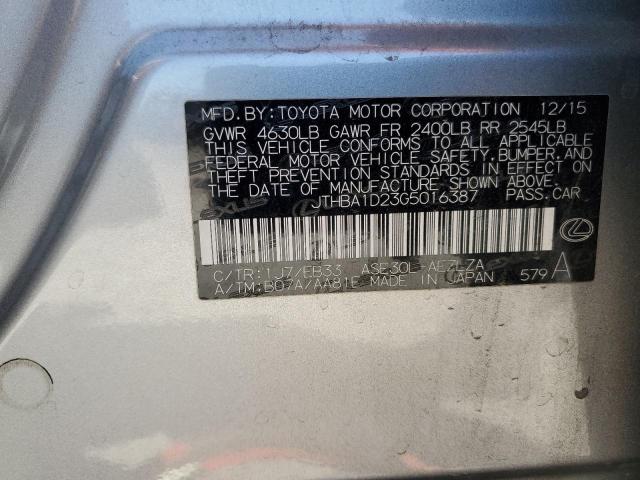 MFD. BY: TOYOTA MOTOR CORPORATION 12/15
GVWR 4630LB GAWR FR 2400LB RR 2545LB
THIS VEHICLE CONFORMS TO ALL APPLICABLE
FEDERAL MOTOR VEHICLE SAFETY, BUMPER, AND
THEFT PREVENTION STANDARDS IN EFFECT ON
THE DATE OF MANUFACTURE SHOWN ABOVE.
JTHBA1D23G5016387 PASS. CAR
C/TR: 1J7/EB33 ASE30L-AEZLZA
A/TM: B07A/AA81E MADE IN JAPAN 579 A